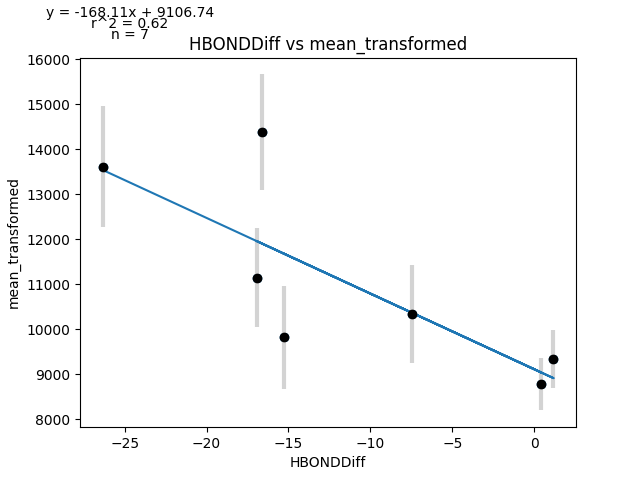 y = -168.11x + 9106.74
r^2 = 0.62
n = 7
HBONDDiff vs mean_transformed
16000
15000
14000
13000
12000
11000
10000
9000
8000
mean_transformed
−25
−20
−15
−10
−5
0
HBONDDiff